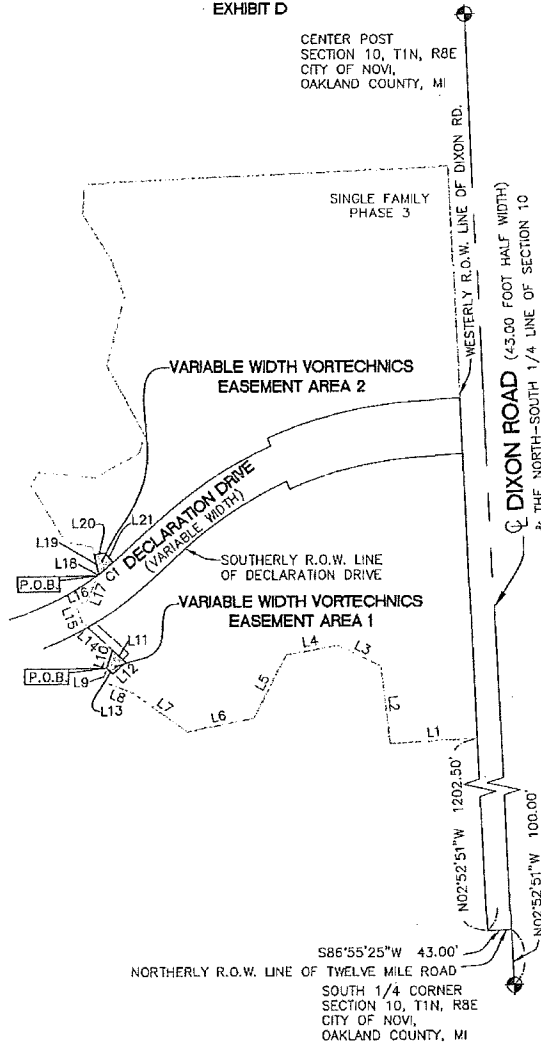 EXHIBIT D
CENTER POST
SECTION 10, T1N, R8E
CITY OF NOVI,
OAKLAND COUNTY, MI
SINGLE FAMILY
PHASE 3
WESTERLY R.O.W. LINE OF DIXON RD.
℄ DIXON ROAD (43.00 FOOT HALF WIDTH)
& THE NORTH-SOUTH 1/4 LINE OF SECTION 10
VARIABLE WIDTH VORTECHNICS
EASEMENT AREA 2
DECLARATION DRIVE
(VARIABLE WIDTH)
L20
L21
L19
L18
P.O.B.
C1
L17
L16
L15
SOUTHERLY R.O.W. LINE
OF DECLARATION DRIVE
VARIABLE WIDTH VORTECHNICS
EASEMENT AREA 1
L14
L11
L10
L12
P.O.B.
L9
L8
L13
L7
L6
L5
L4
L3
L2
L1
N02°52'51"W 1202.50'
N02°52'51"W 100.00'
S86°55'25"W 43.00'
NORTHERLY R.O.W. LINE OF TWELVE MILE ROAD
SOUTH 1/4 CORNER
SECTION 10, T1N, R8E
CITY OF NOVI,
OAKLAND COUNTY, MI